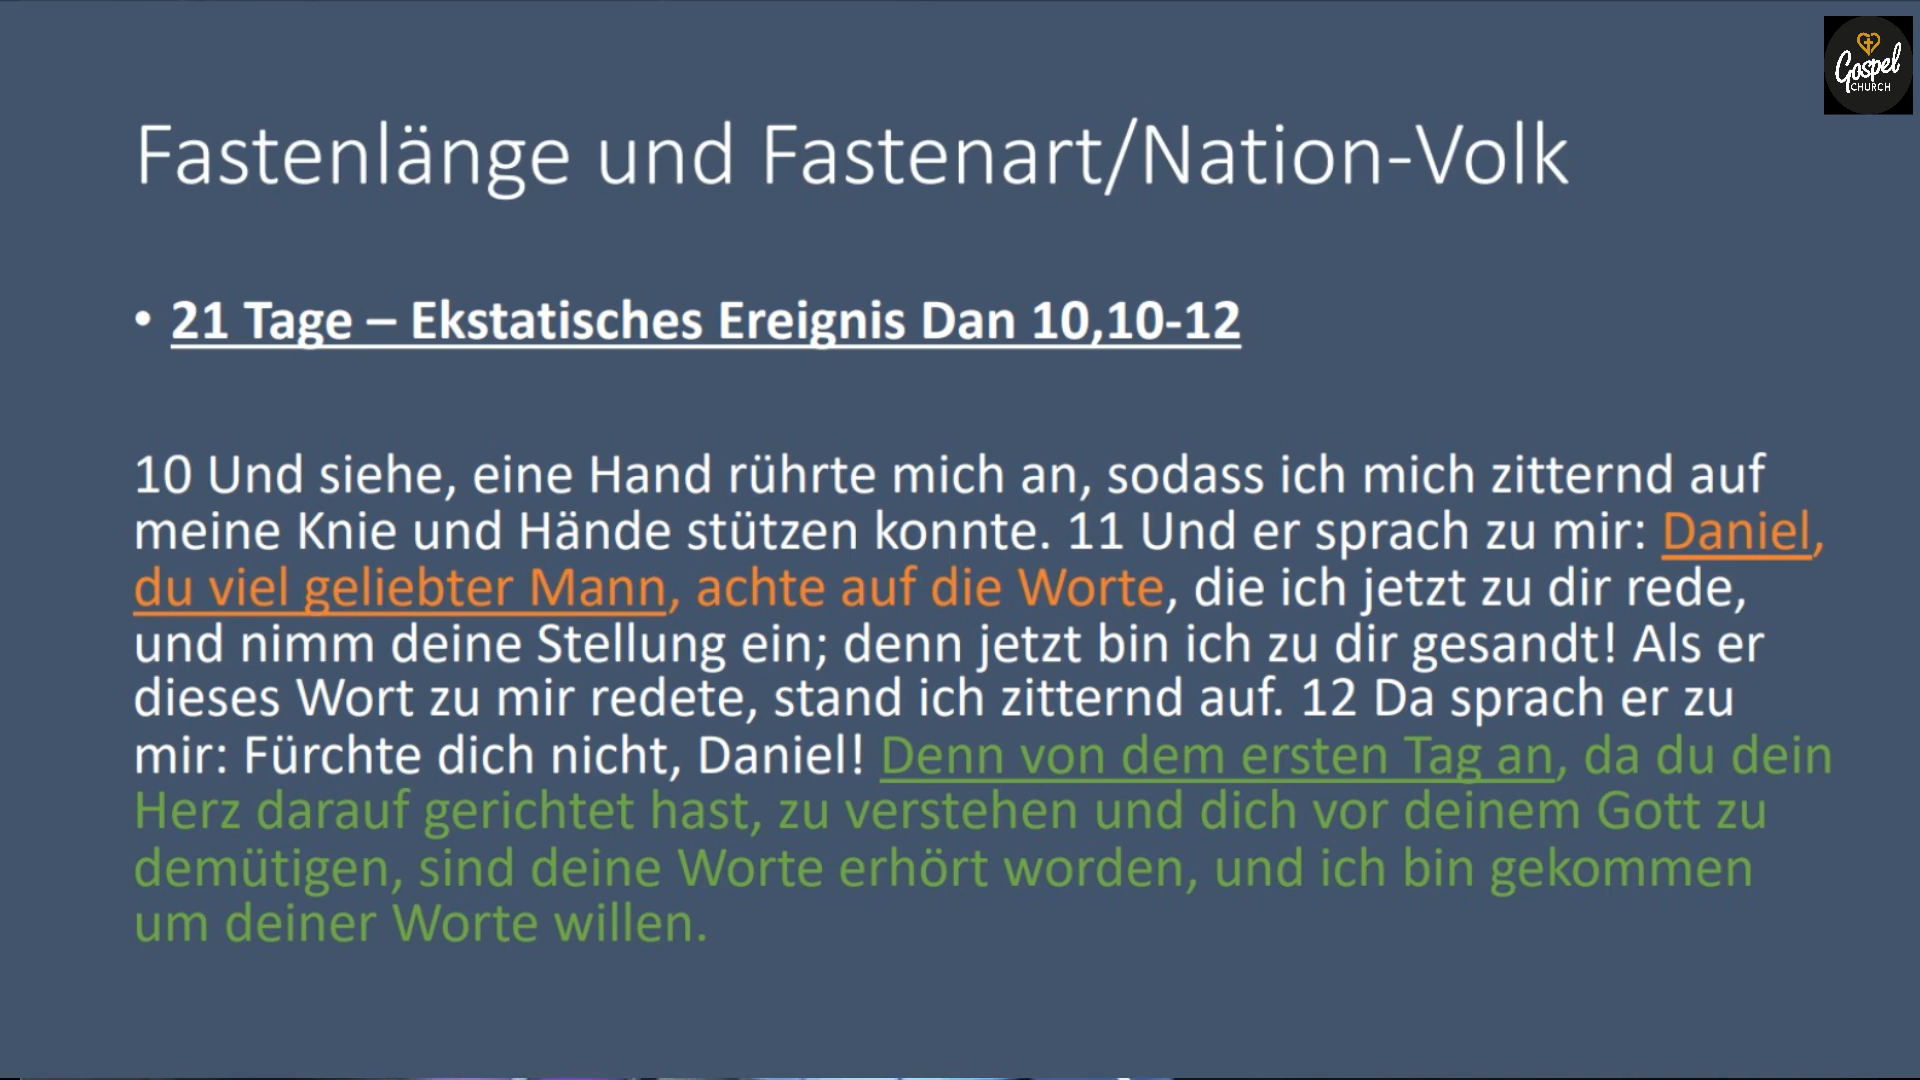 Gospel
CHURCH
Fastenlänge und Fastenart/Nation-Volk
• 21 Tage – Ekstatisches Ereignis Dan 10,10-12
10 Und siehe, eine Hand rührte mich an, sodass ich mich zitternd auf
meine Knie und Hände stützen konnte. 11 Und er sprach zu mir: Daniel,
du viel geliebter Mann, achte auf die Worte, die ich jetzt zu dir rede,
und nimm deine Stellung ein; denn jetzt bin ich zu dir gesandt! Als er
dieses Wort zu mir redete, stand ich zitternd auf. 12 Da sprach er zu
mir: Fürchte dich nicht, Daniel! Denn von dem ersten Tag an, da du dein
Herz darauf gerichtet hast, zu verstehen und dich vor deinem Gott zu
demütigen, sind deine Worte erhört worden, und ich bin gekommen
um deiner Worte willen.